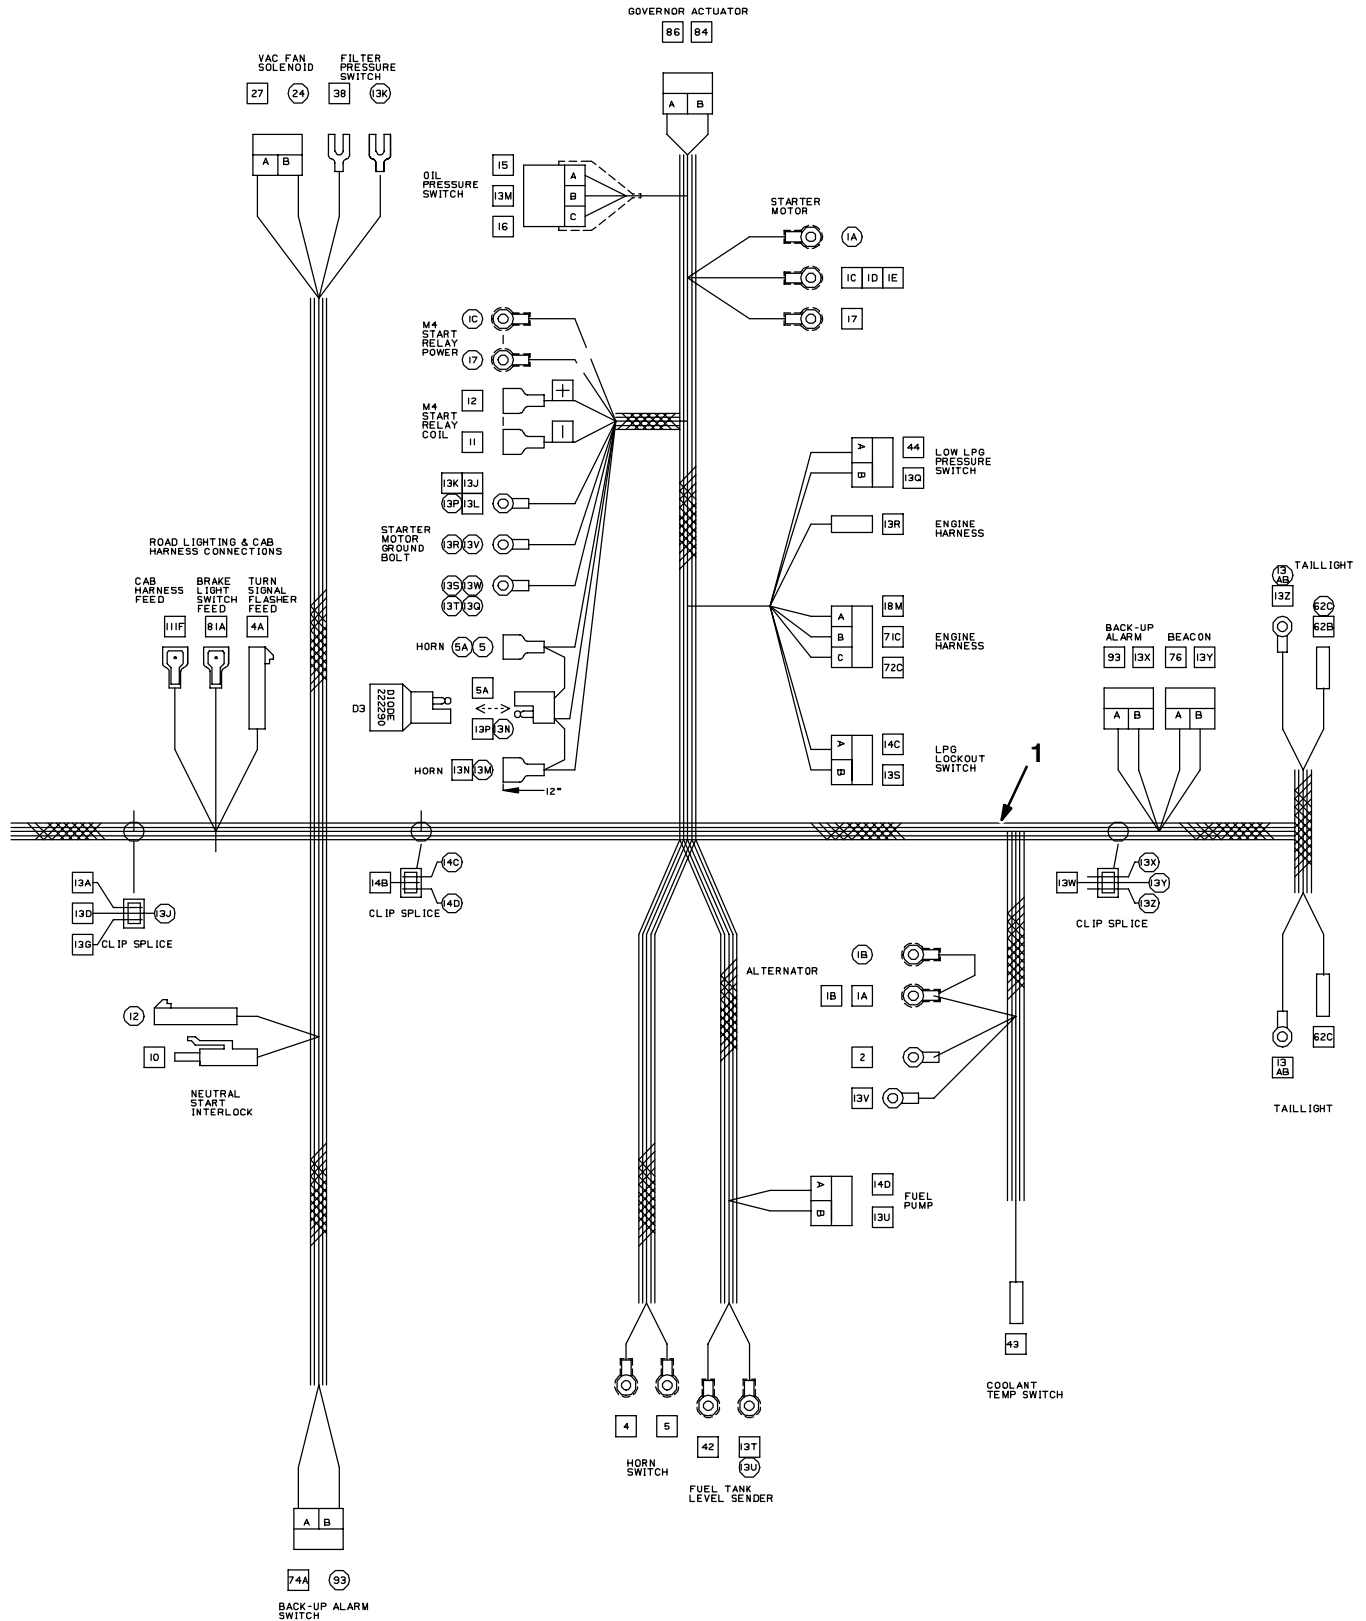 GOVERNOR ACTUATOR
86 84
A B
VAC FAN
SOLENOID
27 24
A B
FILTER
PRESSURE
SWITCH
38 13K
OIL
PRESSURE
SWITCH
15
13M
16
A
B
C
STARTER
MOTOR
1A
1C 1D 1E
17
M4
START
RELAY
POWER
1C
17
M4
START
RELAY
COIL
12
11
+
−
13K 13J
13P 13L
STARTER
MOTOR
GROUND
BOLT
13R 13V
13S 13W
13T 13Q
HORN 5A 5
D3
DIODE
222290
5A
13P 13N
HORN 13N 13M
12"
A
B
44
13Q
LOW LPG
PRESSURE
SWITCH
13R
ENGINE
HARNESS
A
B
C
18M
71C
72C
ENGINE
HARNESS
A
B
14C
13S
LPG
LOCKOUT
SWITCH
ROAD LIGHTING & CAB
HARNESS CONNECTIONS
CAB
HARNESS
FEED
111F
BRAKE
LIGHT
SWITCH
FEED
81A
TURN
SIGNAL
FLASHER
FEED
4A
1
BACK-UP
ALARM
93 13X
A B
BEACON
76 13Y
A B
TAILLIGHT
13
AB
13Z
62C
62B
13A
13D
13G
13J
CLIP SPLICE
14B
14C
14D
CLIP SPLICE
13W
13X
13Y
13Z
CLIP SPLICE
12
10
NEUTRAL
START
INTERLOCK
ALTERNATOR
1B
1B 1A
2
13V
13
AB
62C
TAILLIGHT
A
B
14D
13U
FUEL
PUMP
43
COOLANT
TEMP SWITCH
4 5
HORN
SWITCH
42 13T
13U
FUEL TANK
LEVEL SENDER
A B
74A 93
BACK-UP ALARM
SWITCH